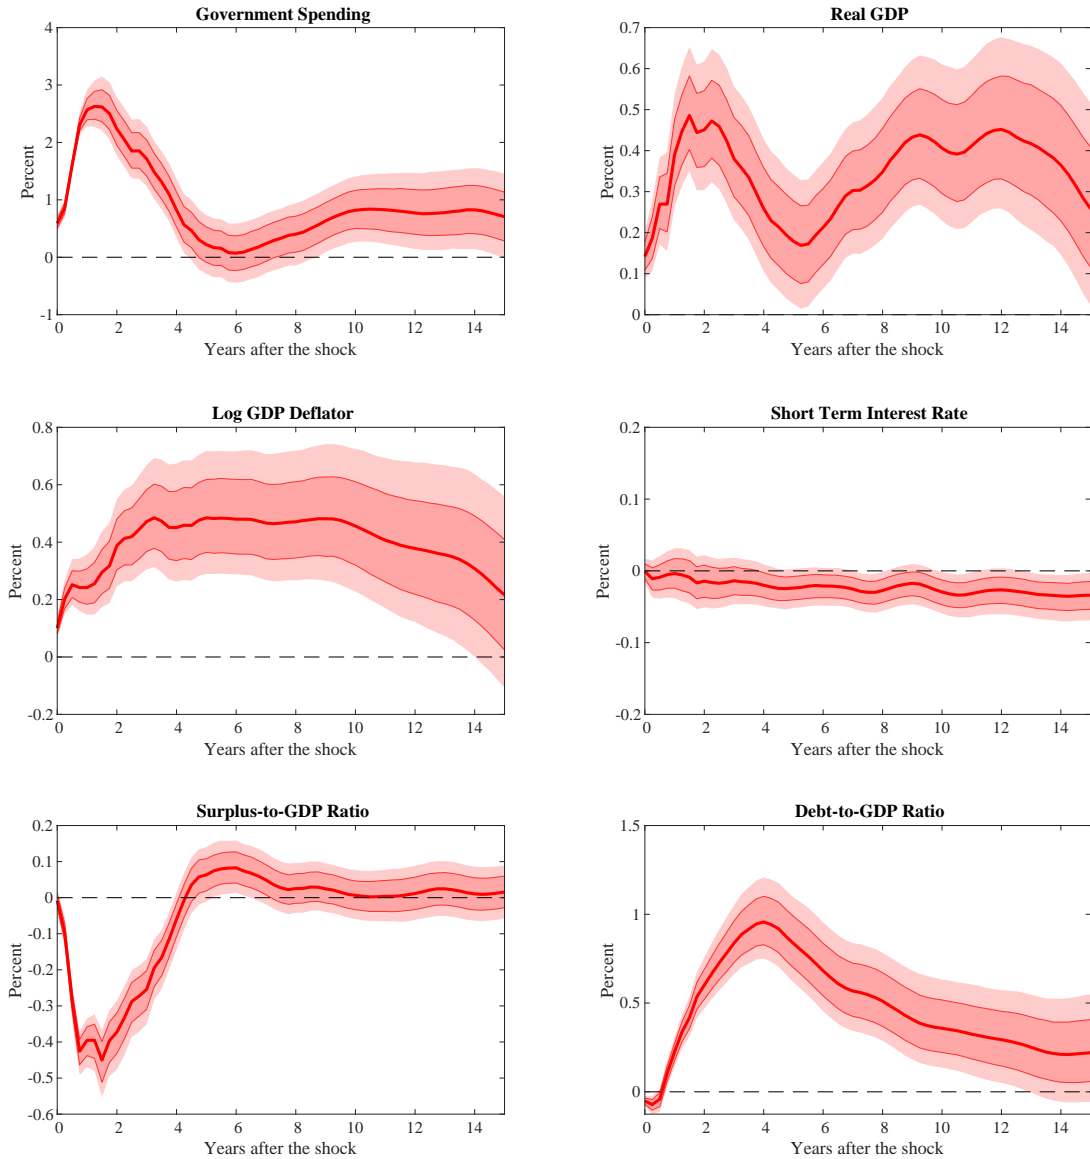 Government Spending
4
3
2
1
0
-1
Percent
0 2 4 6 8 10 12 14
Years after the shock
Real GDP
0.7
0.6
0.5
0.4
0.3
0.2
0.1
0
Percent
0 2 4 6 8 10 12 14
Years after the shock
Log GDP Deflator
0.8
0.6
0.4
0.2
0
-0.2
Percent
0 2 4 6 8 10 12 14
Years after the shock
Short Term Interest Rate
0.2
0.1
0
-0.1
-0.2
Percent
0 2 4 6 8 10 12 14
Years after the shock
Surplus-to-GDP Ratio
0.2
0.1
0
-0.1
-0.2
-0.3
-0.4
-0.5
-0.6
Percent
0 2 4 6 8 10 12 14
Years after the shock
Debt-to-GDP Ratio
1.5
1
0.5
0
Percent
0 2 4 6 8 10 12 14
Years after the shock